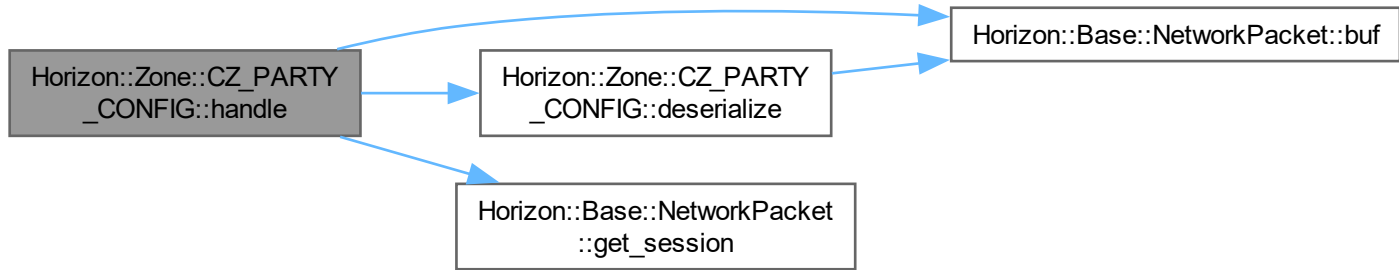 Horizon::Zone::CZ_PARTY
_CONFIG::handle
Horizon::Zone::CZ_PARTY
_CONFIG::deserialize
Horizon::Base::NetworkPacket::buf
Horizon::Base::NetworkPacket
::get_session